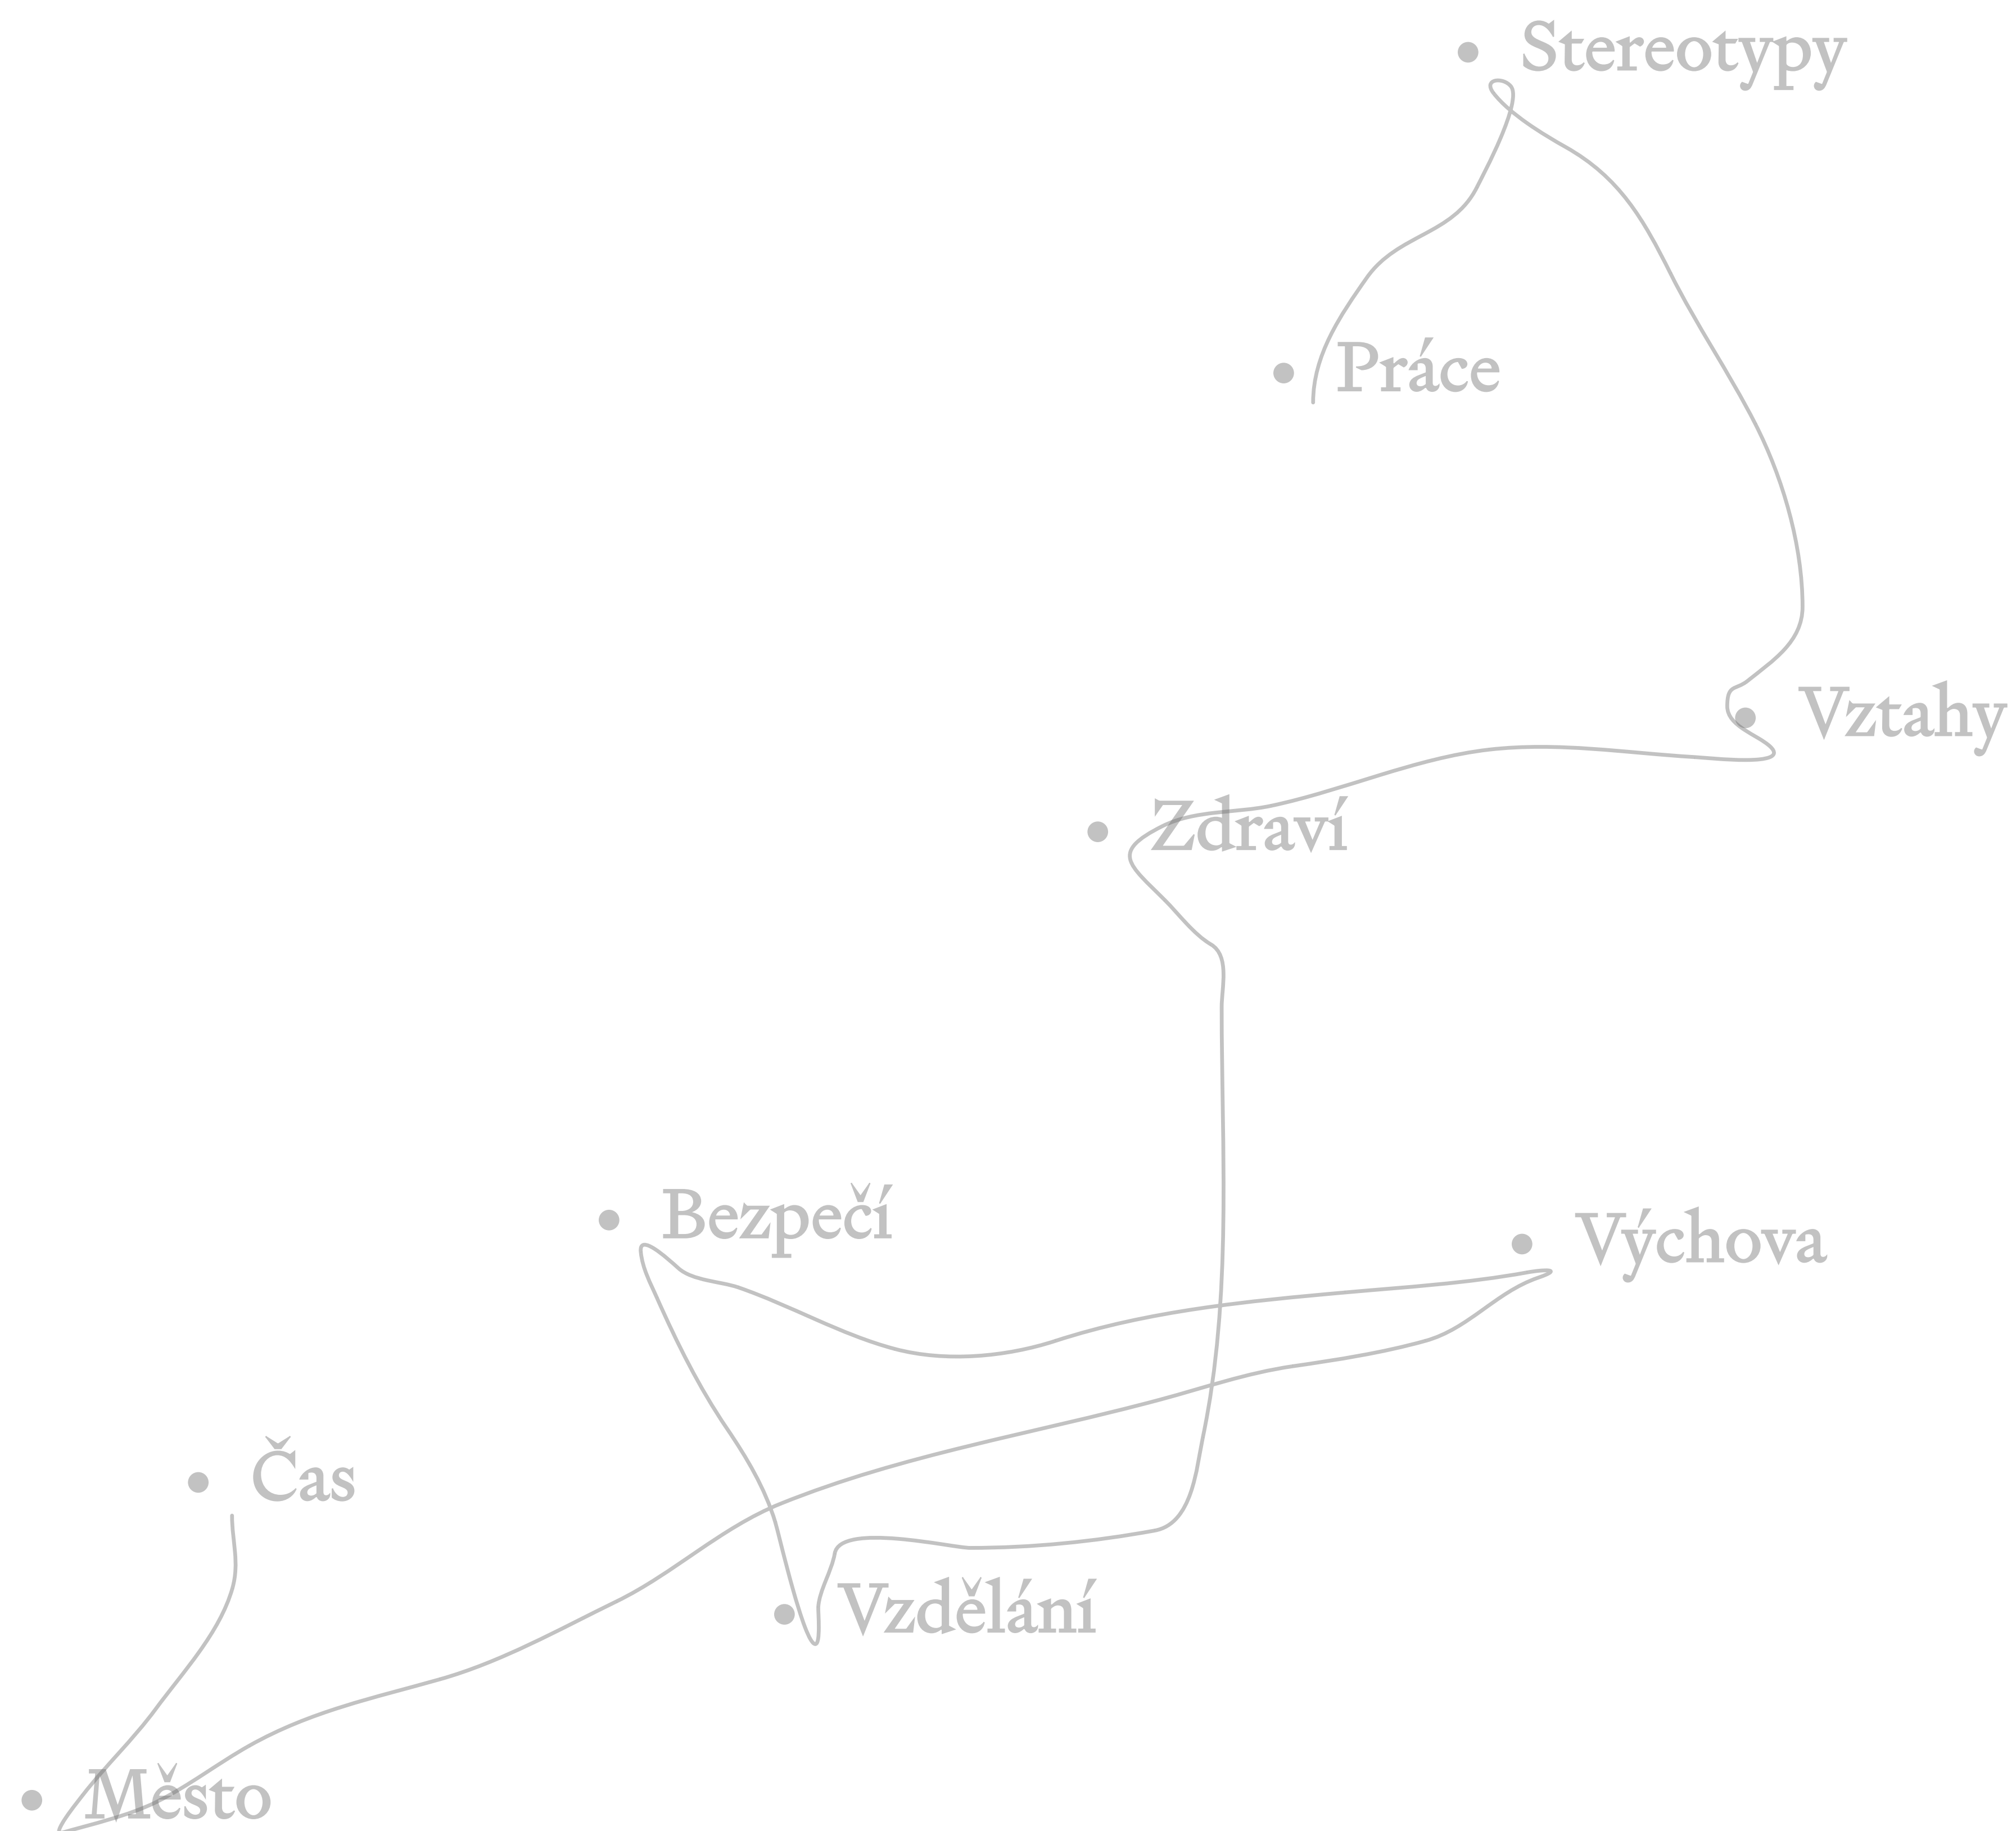 Stereotypy
Práce
Vztahy
Zdraví
Bezpečí
Výchova
Čas
Vzdělání
Město